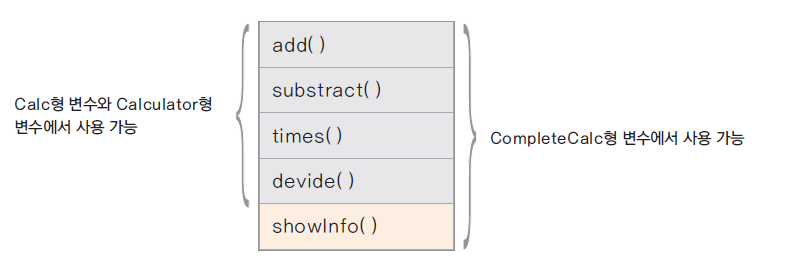 Calc형 변수와 Calculator형
변수에서 사용 가능
add( )
substract( )
times( )
devide( )
showInfo( )
CompleteCalc형 변수에서 사용 가능